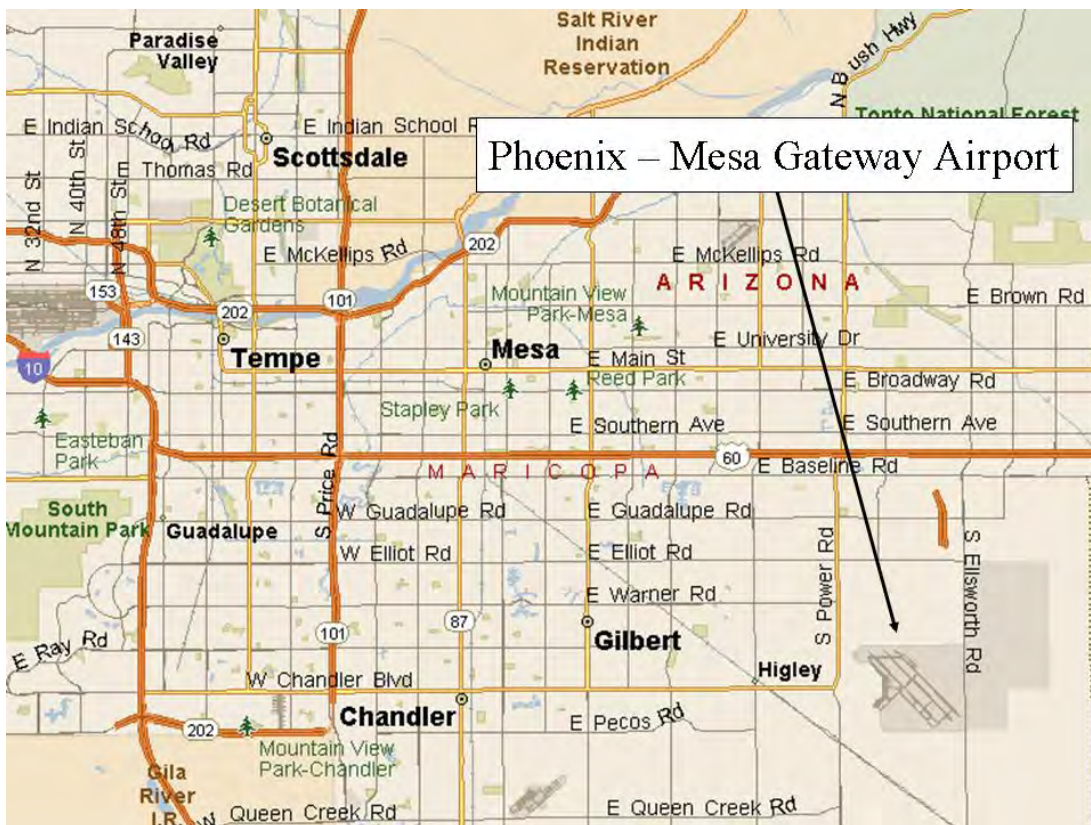 Paradise
Valley
Salt River
Indian
Reservation
N B
ush Hwy
Tonto National Forest
E Indian School Rd
E Indian School R
Scottsdale
E Thomas Rd
N 32nd St
N 40th St
N 48th St
Phoenix – Mesa Gateway Airport
Desert Botanical
Gardens
E McKellips Rd
202
E McKellips Rd
ARIZONA
153
101
202
Mountain View
Park-Mesa
E Brown Rd
143
Tempe
Mesa
E University Dr
E Main St
10
Reed Park
E Broadway Rd
Stapley Park
E Southern Ave
E Southern Ave
Easteban
Park
S Price Rd
MARICOPA
60
E Baseline Rd
South
Mountain Park
Guadalupe
W Guadalupe Rd
E Guadalupe Rd
W Elliot Rd
E Elliot Rd
S Power Rd
S Ellsworth Rd
E Warner Rd
E Ray Rd
101
87
Gilbert
W Chandler Blvd
Higley
Chandler
E Pecos Rd
202
Mountain View
Park-Chandler
Gila
River
I.R.
W Queen Creek Rd
E Queen Creek Rd